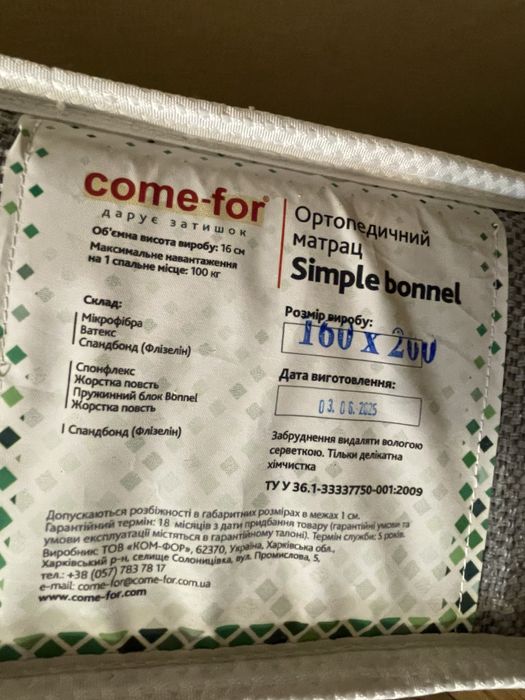 come-for®
дарує затишок
Об'ємна висота виробу: 16 см
Максимальне навантаження
на 1 спальне місце: 100 кг
Ортопедичний
матрац
Simple bonnel
Склад:
Мікрофібра
Ватекс
Спандбонд (Флізелін)
Спонфлекс
Жорстка повсть
Пружинний блок Bonnel
Жорстка повсть
Спандбонд (Флізелін)
Розмір виробу:
160 х 200
Дата виготовлення:
03.06.2025
Забруднення видаляти вологою
серветкою. Тільки делікатна
хімчистка
ТУ У 36.1-33337750-001:2009
Допускаються розбіжності в габаритних розмірах в межах 1 см.
Гарантійний термін: 18 місяців з дати придбання товару (гарантійні умови та
умови експлуатації містяться в гарантійному талоні). Термін служби: 5 років.
Виробник: ТОВ «КОМ-ФОР», 62370, Україна, Харківська обл.,
Харківський р-н, селище Солоницівка, вул. Промислова, 5,
тел.: +38 (057) 783 78 17
e-mail: come-for@come-for.com.ua
www.come-for.com